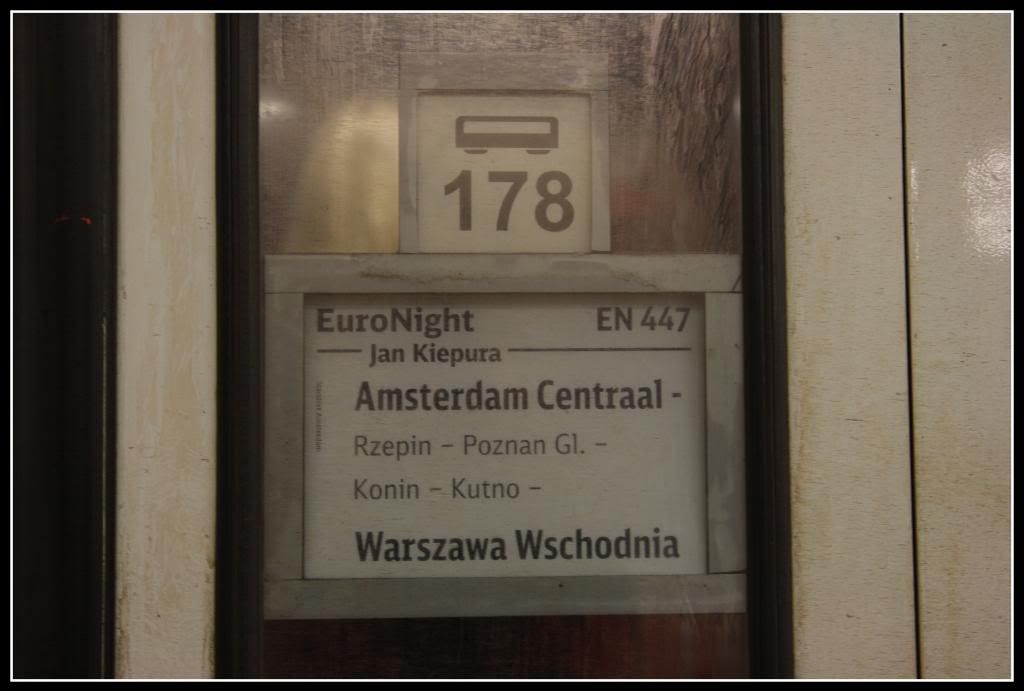 178
EuroNight EN 447
Jan Kiepura
Amsterdam Centraal -
Rzepin – Poznan Gl. –
Konin – Kutno –
Warszawa Wschodnia